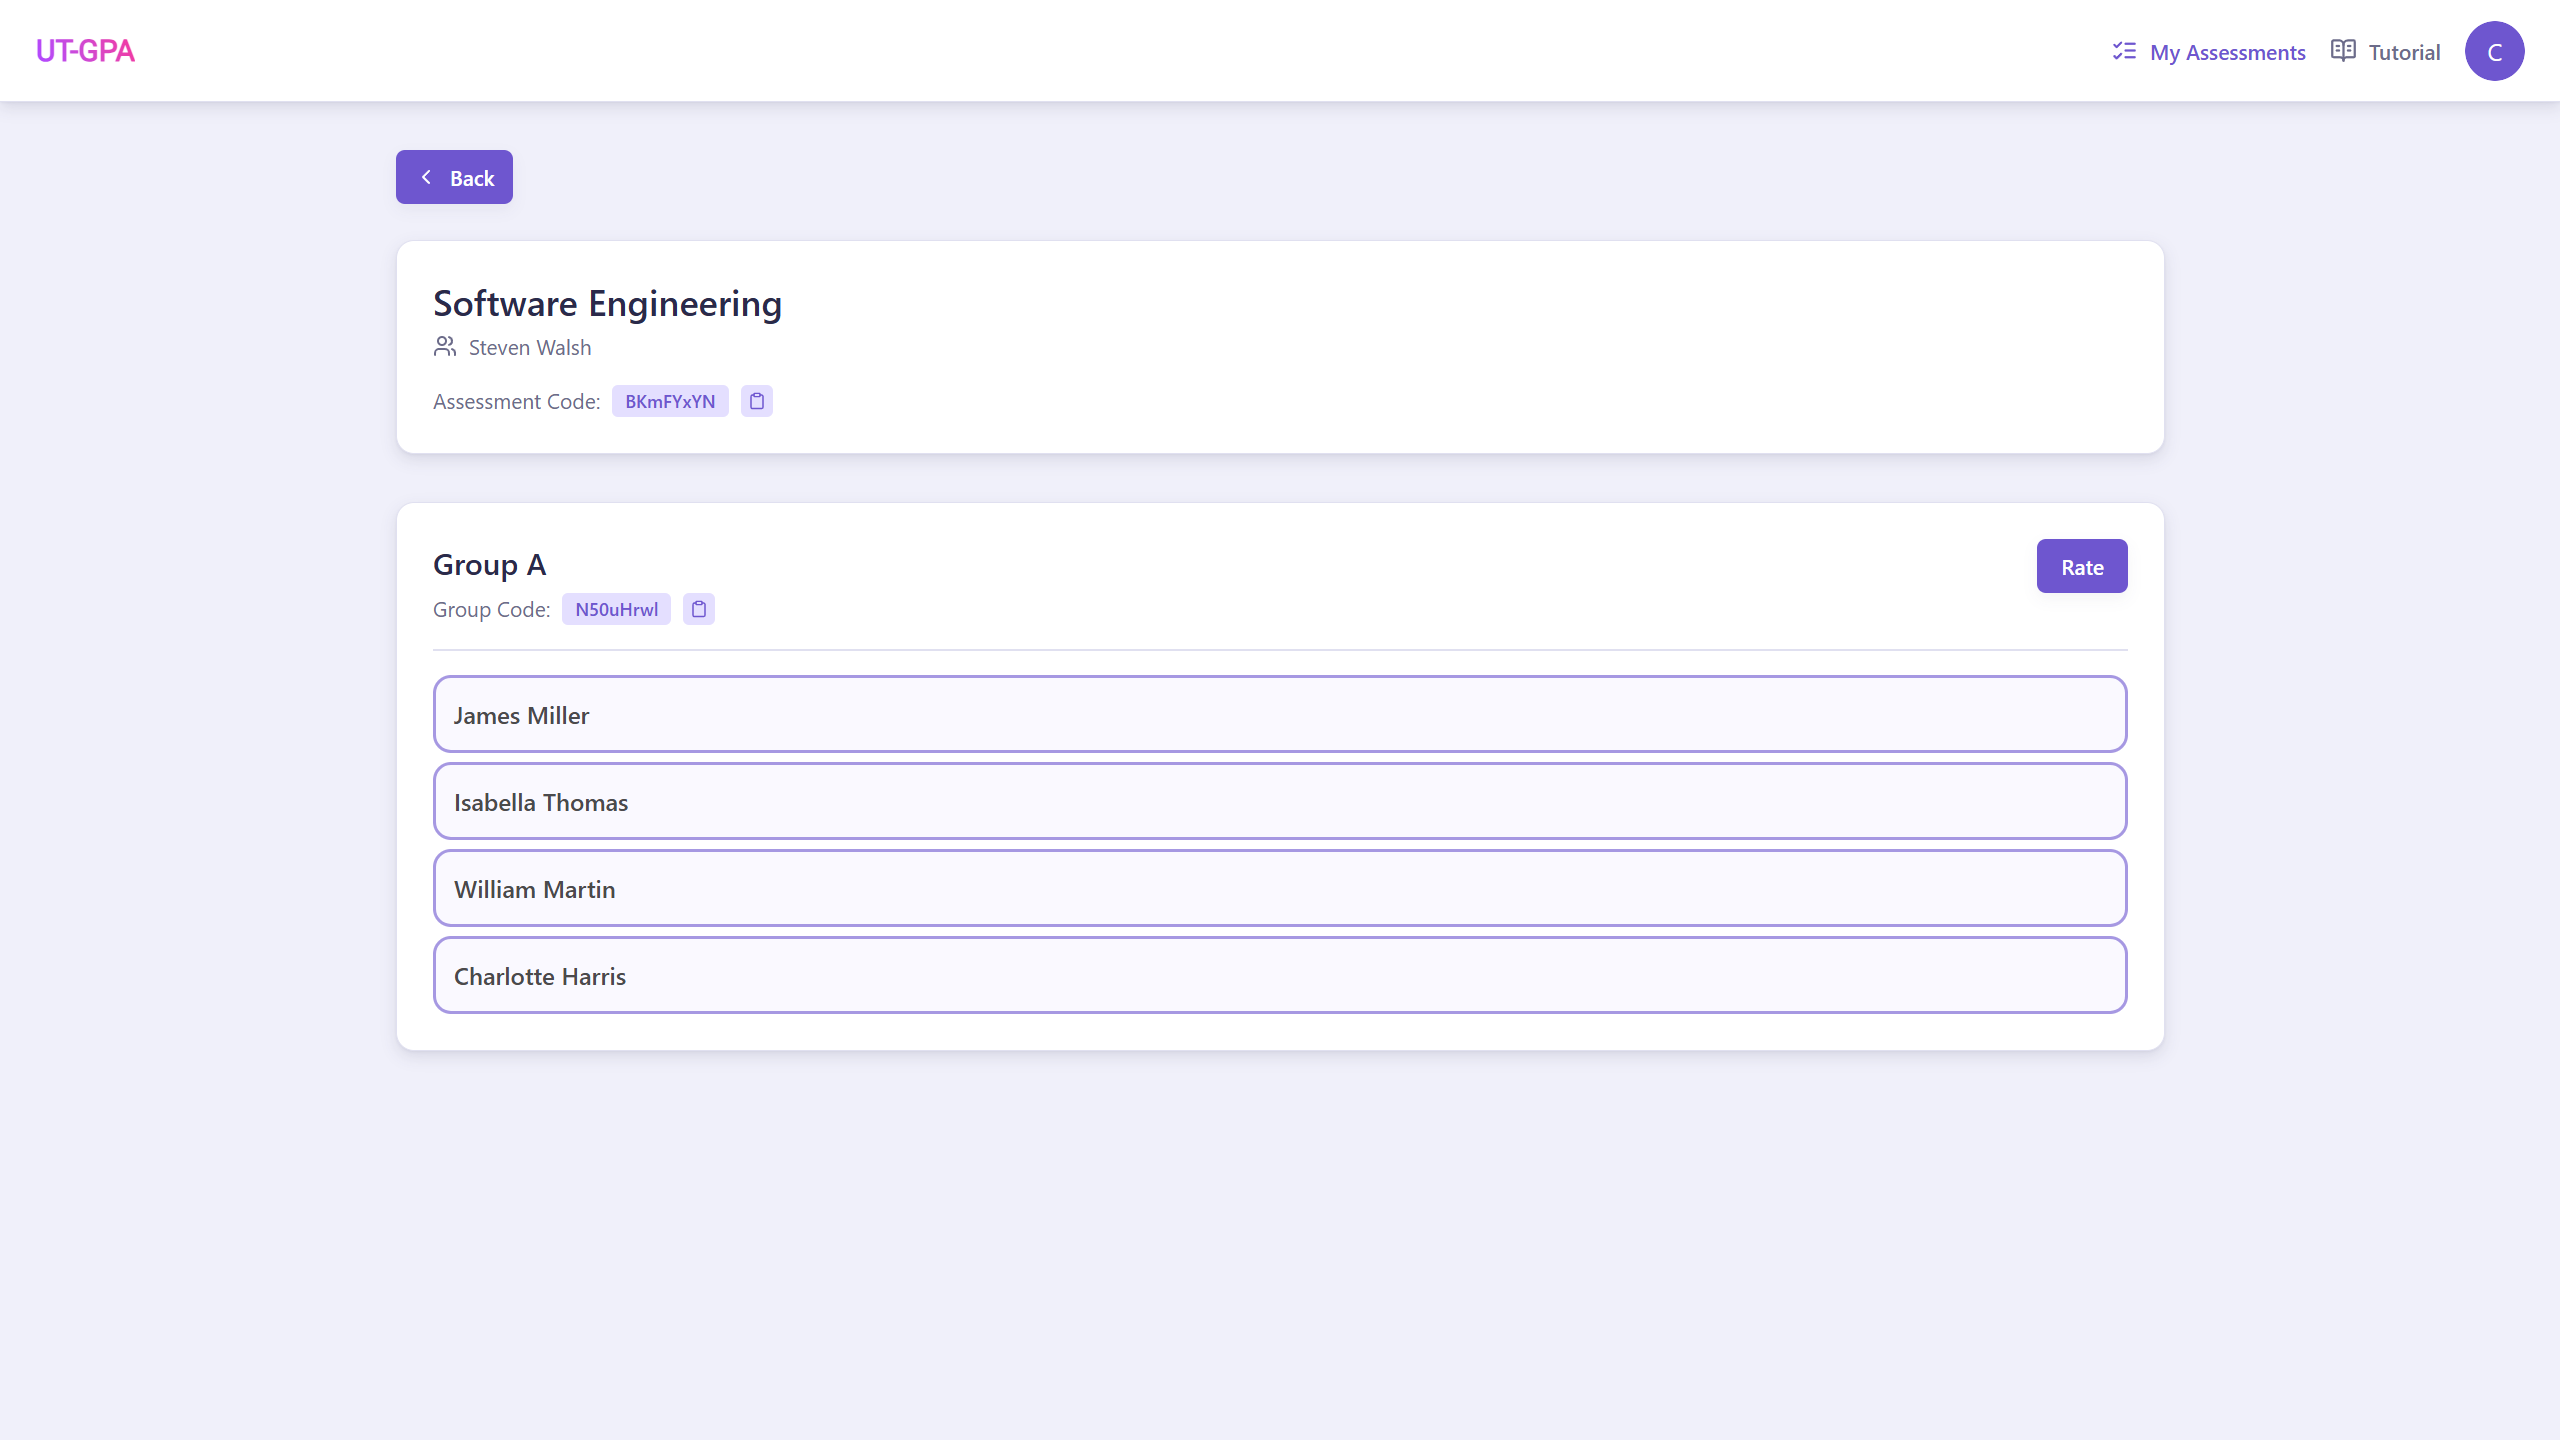 UT-GPA
My Assessments
Tutorial
C
Back
Software Engineering
Steven Walsh
Assessment Code: BKmFYxYN
Group A
Rate
Group Code: N50uHrwl
James Miller
Isabella Thomas
William Martin
Charlotte Harris